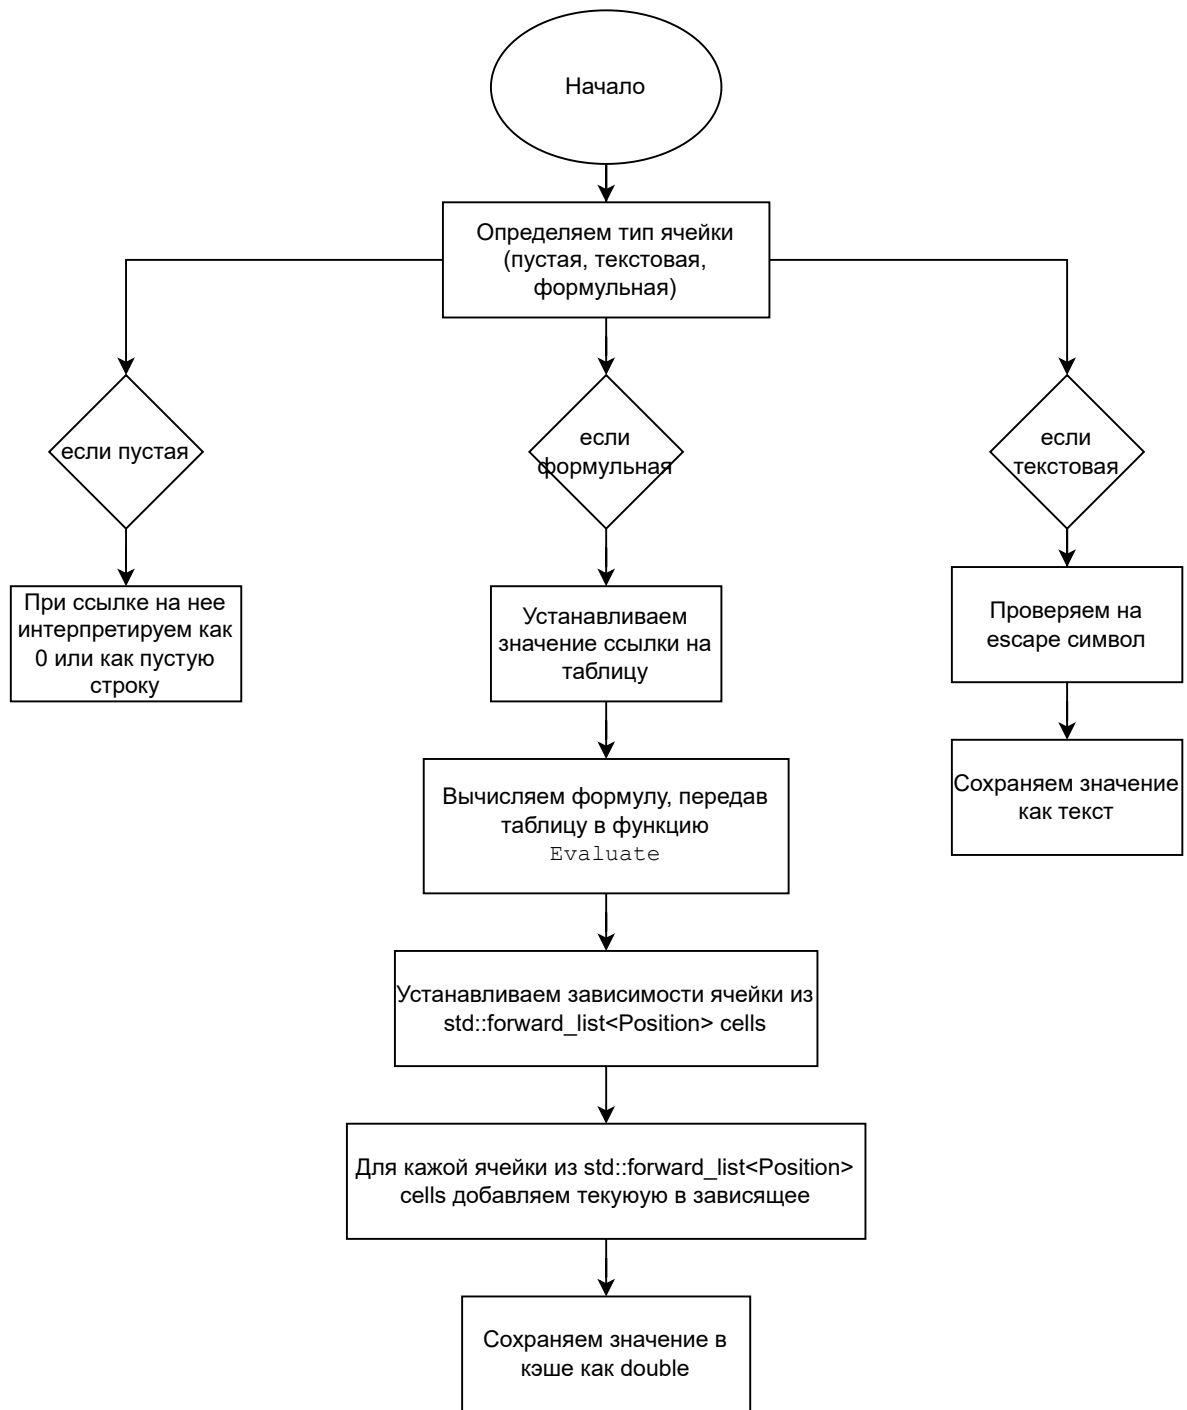 Начало
Определяем тип ячейки
(пустая, текстовая,
формульная)
если пустая
если
формульная
если
текстовая
При ссылке на нее
интерпретируем как
0 или как пустую
строку
Устанавливаем
значение ссылки на
таблицу
Проверяем на
escape символ
Вычисляем формулу, передав
таблицу в функцию
Evaluate
Сохраняем значение
как текст
Устанавливаем зависимости ячейки из
std::forward_list<Position> cells
Для кажой ячейки из std::forward_list<Position>
cells добавляем текуюую в зависящее
Сохраняем значение в
кэше как double